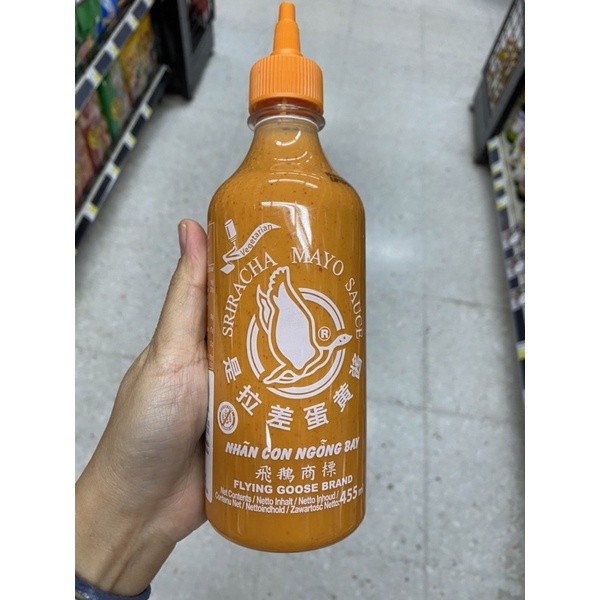 Vegetarian
SRIRACHA MAYO SAUCE
®
是拉差蛋黃醬
NHÃN CON NGỖNG BAY
飛鵝商標
FLYING GOOSE BRAND
Net Contents / Netto Inhalt / Netto Inhoud /
Contenu Net / Nettoindhold / Zawartość Netto:
455